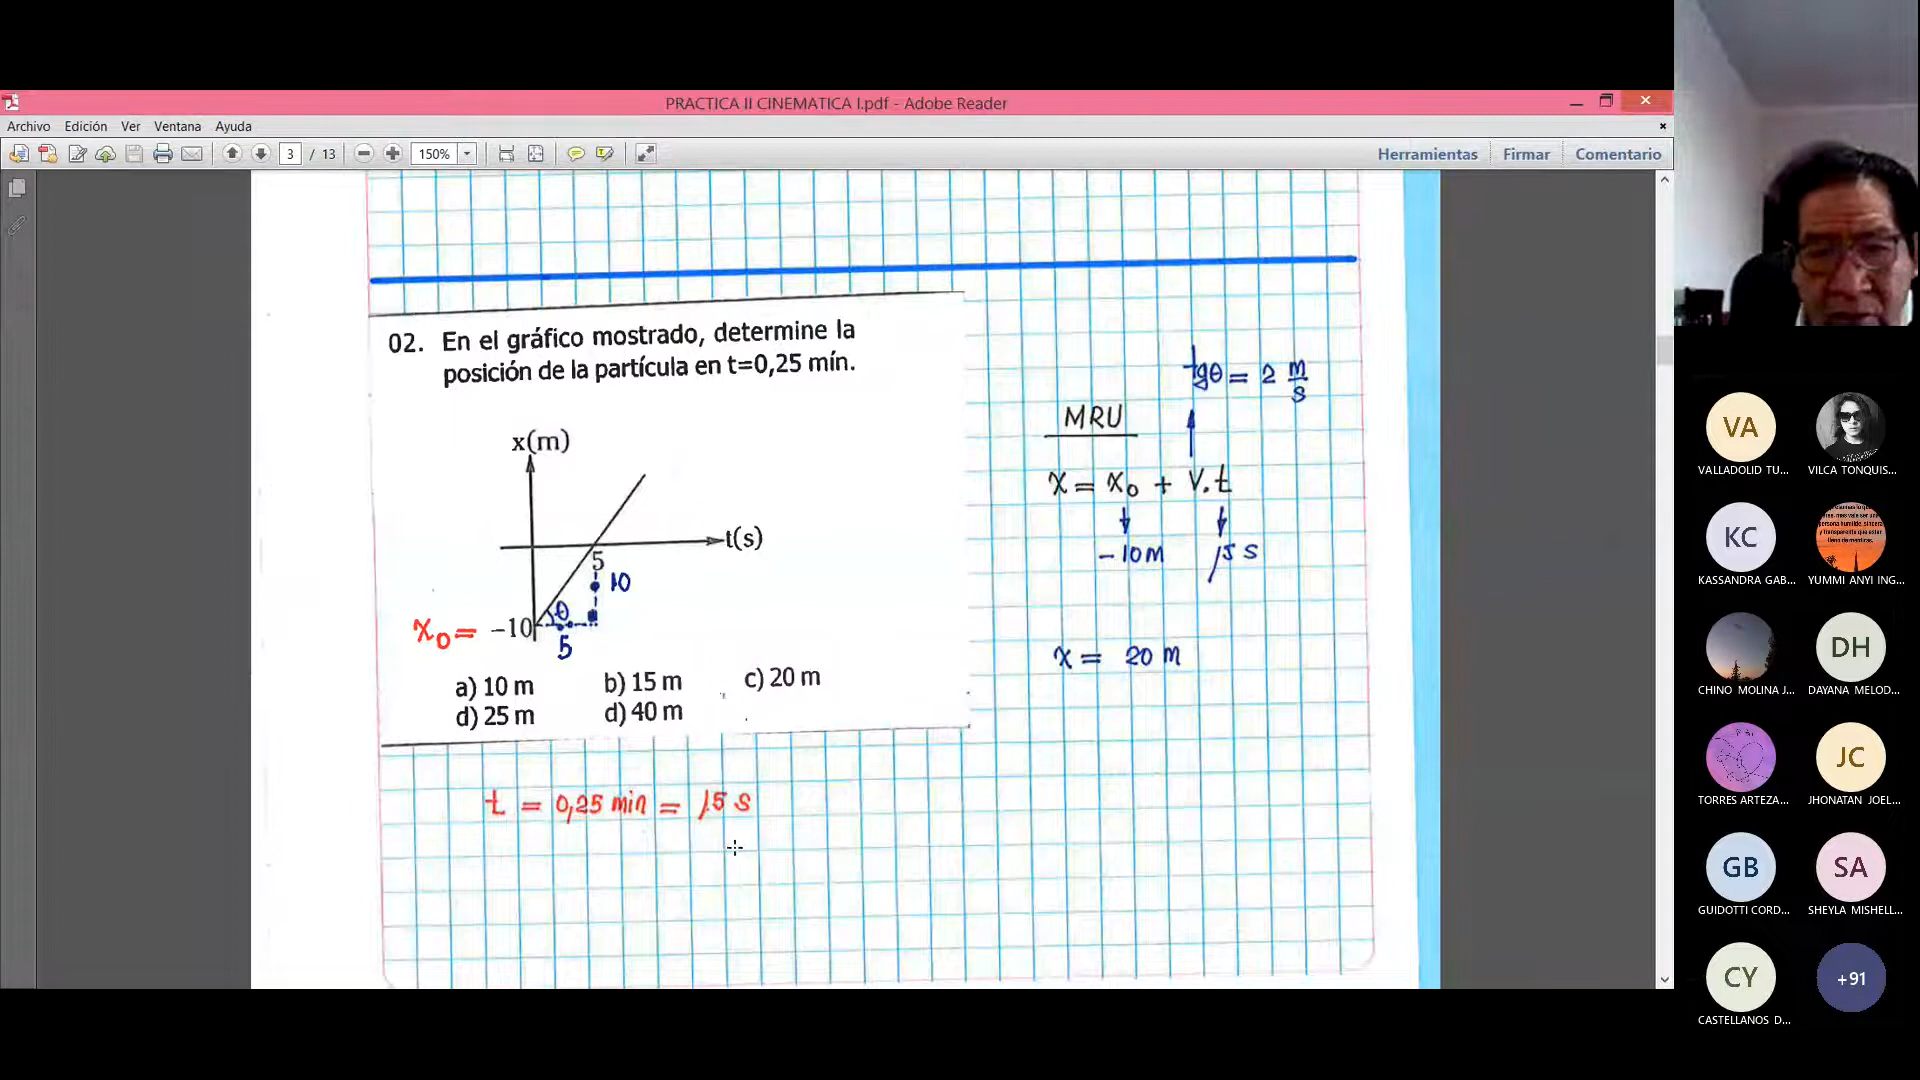 PRACTICA II CINEMATICA I.pdf - Adobe Reader
Archivo Edición Ver Ventana Ayuda
3 / 13 150% Herramientas Firmar Comentario
02. En el gráfico mostrado, determine la
posición de la partícula en t=0,25 mín.
x(m)
t(s)
5
10
θ
x₀ = −10
5
a) 10 m b) 15 m c) 20 m
d) 25 m d) 40 m
t = 0,25 min = 15 s
tgθ = 2 m/s
MRU
x = x₀ + V.t
−10 m 15 s
x = 20 m
VA
VALLADOLID TU...
VILCA TONQUIS...
KC
KASSANDRA GAB...
YUMMI ANYI ING...
CHINO MOLINA J...
DH
DAYANA MELOD...
TORRES ARTEZA...
JC
JHONATAN JOEL...
GB
GUIDOTTI CORD...
SA
SHEYLA MISHELL...
CY
CASTELLANOS D...
+91